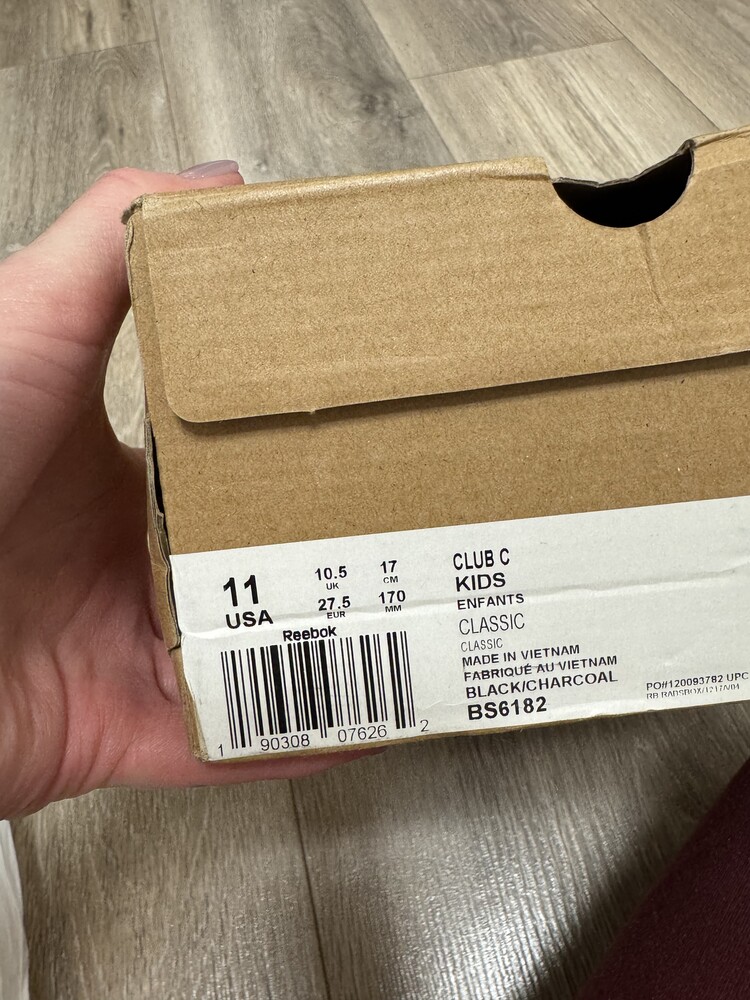 11
USA
10.5
UK
27.5
EUR
17
CM
170
MM
Reebok
1 90308 07626 2
CLUB C
KIDS
ENFANTS
CLASSIC
CLASSIC
MADE IN VIETNAM
FABRIQUÉ AU VIETNAM
BLACK/CHARCOAL
BS6182
PO#120093782 UPC